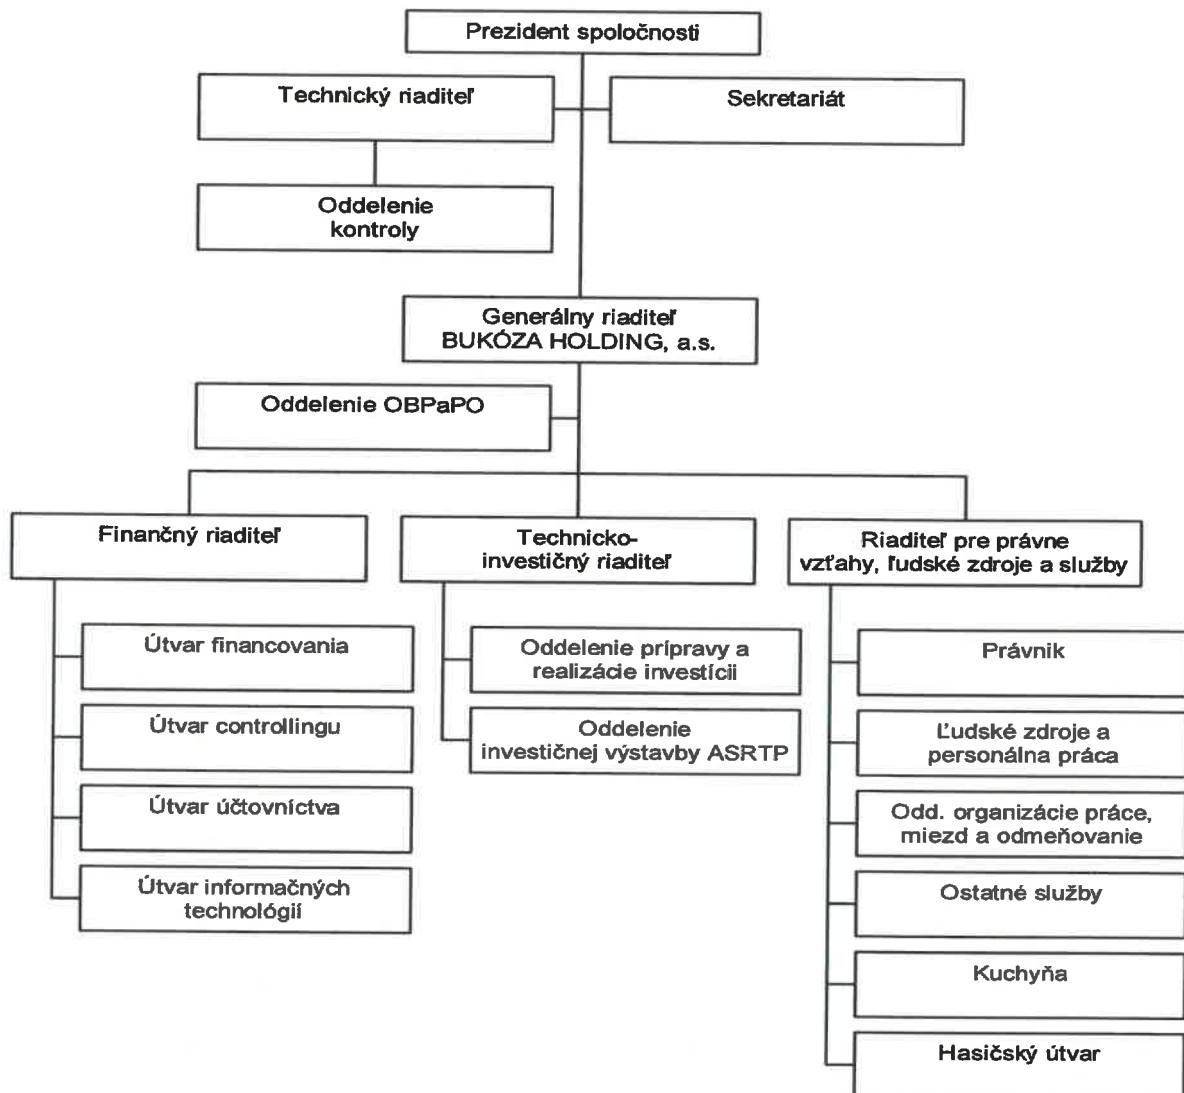 Prezident spoločnosti
Technický riaditeľ
Sekretariát
Oddelenie
kontroly
Generálny riaditeľ
BUKÓZA HOLDING, a.s.
Oddelenie OBPaPO
Finančný riaditeľ
Technicko-
investičný riaditeľ
Riaditeľ pre právne
vzťahy, ľudské zdroje a služby
Útvar financovania
Útvar controllingu
Útvar účtovníctva
Útvar informačných
technológií
Oddelenie prípravy a
realizácie investícii
Oddelenie
investičnej výstavby ASRTP
Právnik
Ľudské zdroje a
personálna práca
Odd. organizácie práce,
miezd a odmeňovanie
Ostatné služby
Kuchyňa
Hasičský útvar